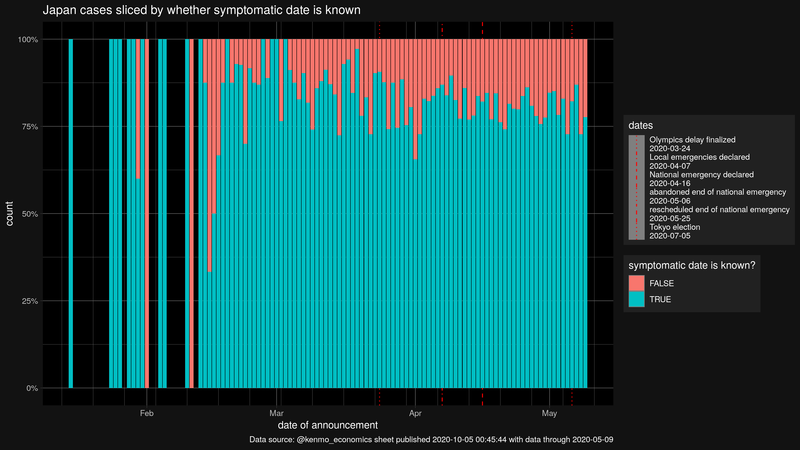 Japan cases sliced by whether symptomatic date is known
100%
75%
50%
25%
0%
count
Feb
Mar
Apr
May
date of announcement
Data source: @kenmo_economics sheet published 2020-10-05 00:45:44 with data through 2020-05-09
dates
Olympics delay finalized
2020-03-24
Local emergencies declared
2020-04-07
National emergency declared
2020-04-16
abandoned end of national emergency
2020-05-06
rescheduled end of national emergency
2020-05-25
Tokyo election
2020-07-05
symptomatic date is known?
FALSE
TRUE